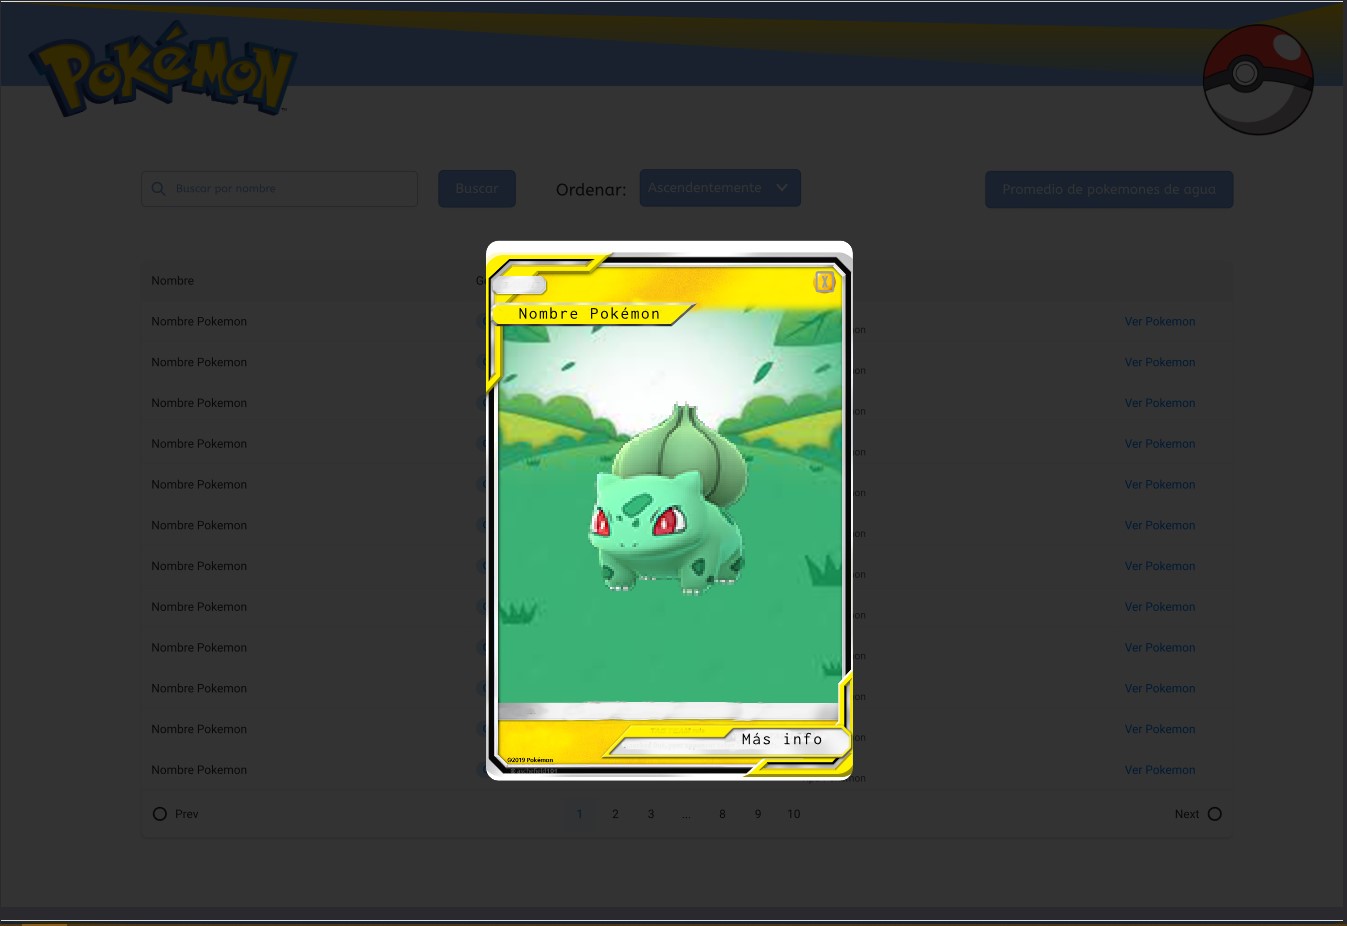 POKÉMON
Buscar por nombre
Buscar
Ordenar:
Ascendentemente
Promedio de pokemones de agua
Nombre
Nombre Pokémon
Nombre Pokemon
Ver Pokemon
Nombre Pokemon
Ver Pokemon
Nombre Pokemon
Ver Pokemon
Nombre Pokemon
Ver Pokemon
Nombre Pokemon
Ver Pokemon
Nombre Pokemon
Ver Pokemon
Nombre Pokemon
Ver Pokemon
Nombre Pokemon
Ver Pokemon
Nombre Pokemon
Ver Pokemon
Nombre Pokemon
Ver Pokemon
Nombre Pokemon
Ver Pokemon
Más info
©2019 Pokémon
Nombre Pokemon
Ver Pokemon
Prev
1 2 3 ... 8 9 10
Next